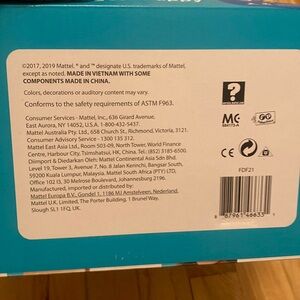 ©2017, 2019 Mattel. ® and ™ designate U.S. trademarks of Mattel,
except as noted. MADE IN VIETNAM WITH SOME
COMPONENTS MADE IN CHINA.
Colors, decorations or auditory content may vary.
Conforms to the safety requirements of ASTM F963.
Consumer Services - Mattel, Inc., 636 Girard Avenue,
East Aurora, NY 14052, U.S.A. 1-800-432-5437.
Mattel Australia Pty. Ltd., 658 Church St., Richmond, Victoria, 3121.
Consumer Advisory Service - 1300 135 312.
Mattel East Asia Ltd., Room 503-09, North Tower, World Finance
Centre, Harbour City, Tsimshatsui, HK, China. Tel.: (852) 3185-6500.
Diimport & Diedarkan Oleh: Mattel Continental Asia Sdn Bhd.
Level 19, Tower 3, Avenue 7, No. 8 Jalan Kerinchi, Bangsar South,
59200 Kuala Lumpur, Malaysia. Mattel South Africa (PTY) LTD,
Office 102 I3, 30 Melrose Boulevard, Johannesburg 2196.
Manufactured, imported or distributed by:
Mattel Europa B.V., Gondel 1, 1186 MJ Amstelveen, Nederland.
Mattel U.K. Limited, The Porter Building, 1 Brunel Way,
Slough SL1 1FQ, UK.
?
CE
FDF21